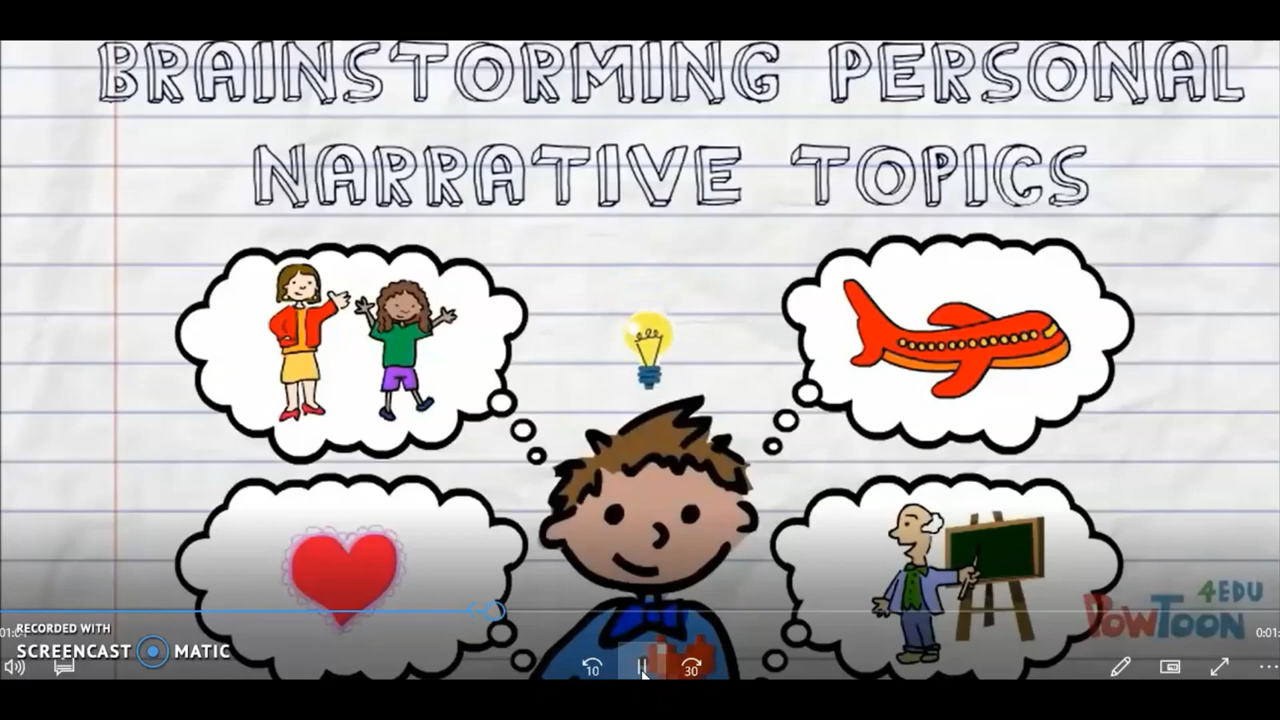 BRAINSTORMING PERSONAL
NARRATIVE TOPICS
4EDU
POWTOON
RECORDED WITH
SCREENCAST MATIC
10
30